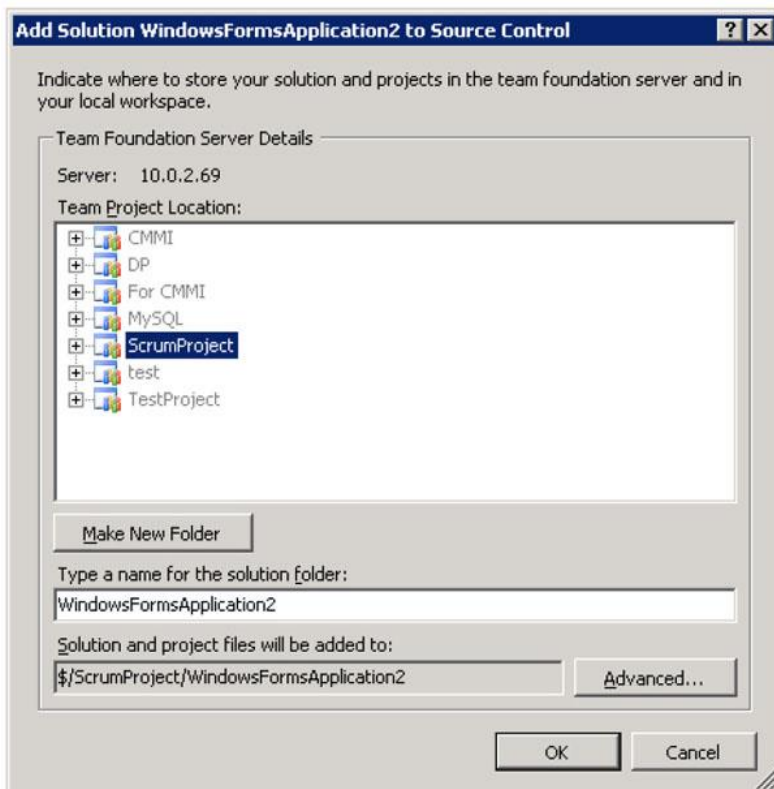 Add Solution WindowsFormsApplication2 to Source Control
Indicate where to store your solution and projects in the team foundation server and in
your local workspace.
Team Foundation Server Details
Server: 10.0.2.69
Team Project Location:
CMMI
DP
For CMMI
MySQL
ScrumProject
test
TestProject
Make New Folder
Type a name for the solution folder:
WindowsFormsApplication2
Solution and project files will be added to:
$/ScrumProject/WindowsFormsApplication2
Advanced...
OK
Cancel